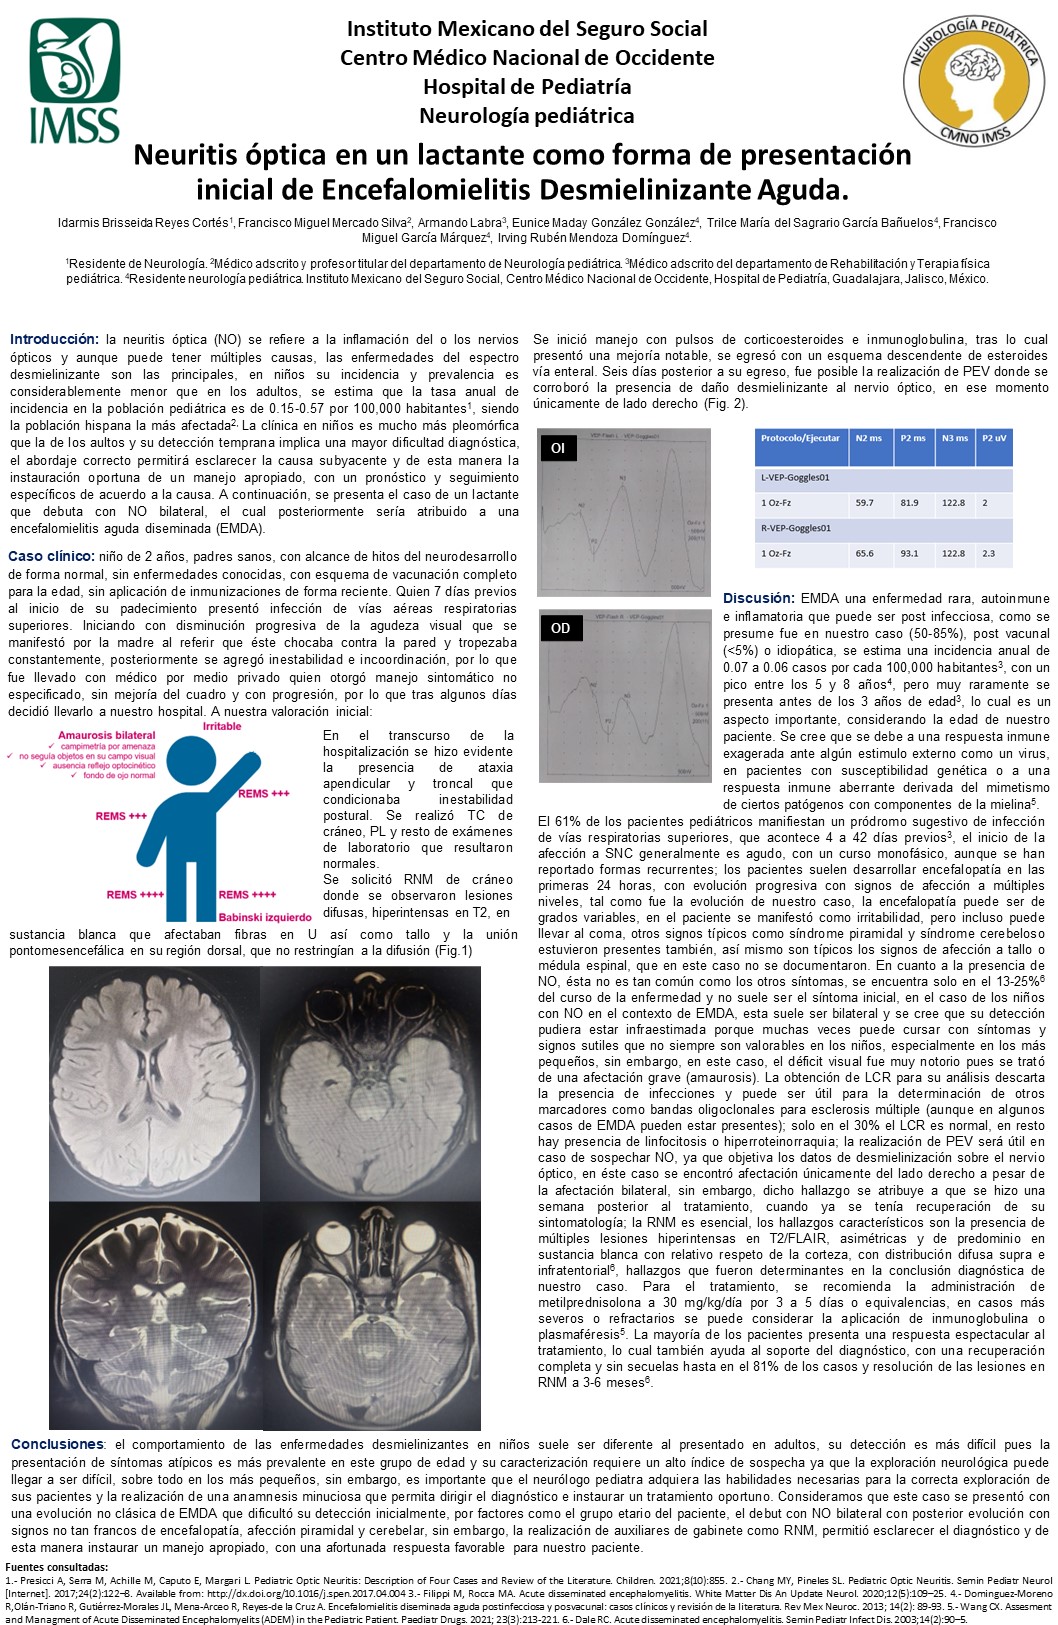 IMSS
Instituto Mexicano del Seguro Social
Centro Médico Nacional de Occidente
Hospital de Pediatría
Neurología pediátrica
NEUROLOGÍA PEDIÁTRICA
CMNO IMSS
Neuritis óptica en un lactante como forma de presentación
inicial de Encefalomielitis Desmielinizante Aguda.
Idarmis Brisseida Reyes Cortés1, Francisco Miguel Mercado Silva2, Armando Labra3, Eunice Maday González González4, Trilce María del Sagrario García Bañuelos4, Francisco
Miguel García Márquez4, Irving Rubén Mendoza Domínguez4.
1Residente de Neurología. 2Médico adscrito y profesor titular del departamento de Neurología pediátrica. 3Médico adscrito del departamento de Rehabilitación y Terapia física
pediátrica. 4Residente neurología pediátrica. Instituto Mexicano del Seguro Social, Centro Médico Nacional de Occidente, Hospital de Pediatría, Guadalajara, Jalisco, México.
Introducción: la neuritis óptica (NO) se refiere a la inflamación del o los nervios
ópticos y aunque puede tener múltiples causas, las enfermedades del espectro
desmielinizante son las principales, en niños su incidencia y prevalencia es
considerablemente menor que en los adultos, se estima que la tasa anual de
incidencia en la población pediátrica es de 0.15-0.57 por 100,000 habitantes1, siendo
la población hispana la más afectada2. La clínica en niños es mucho más pleomórfica
que la de los aultos y su detección temprana implica una mayor dificultad diagnóstica,
el abordaje correcto permitirá esclarecer la causa subyacente y de esta manera la
instauración oportuna de un manejo apropiado, con un pronóstico y seguimiento
específicos de acuerdo a la causa. A continuación, se presenta el caso de un lactante
que debuta con NO bilateral, el cual posteriormente sería atribuido a una
encefalomielitis aguda diseminada (EMDA).
Caso clínico: niño de 2 años, padres sanos, con alcance de hitos del neurodesarrollo
de forma normal, sin enfermedades conocidas, con esquema de vacunación completo
para la edad, sin aplicación de inmunizaciones de forma reciente. Quien 7 días previos
al inicio de su padecimiento presentó infección de vías aéreas respiratorias
superiores. Iniciando con disminución progresiva de la agudeza visual que se
manifestó por la madre al referir que éste chocaba contra la pared y tropezaba
constantemente, posteriormente se agregó inestabilidad e incoordinación, por lo que
fue llevado con médico por medio privado quien otorgó manejo sintomático no
especificado, sin mejoría del cuadro y con progresión, por lo que tras algunos días
decidió llevarlo a nuestro hospital. A nuestra valoración inicial:
Irritable
Amaurosis bilateral
✓ campimetría por amenaza
✓ no seguía objetos en su campo visual
✓ ausencia reflejo optocinético
✓ fondo de ojo normal
REMS +++
REMS +++
REMS ++++
REMS ++++
Babinski izquierdo
En el transcurso de la
hospitalización se hizo evidente
la presencia de ataxia
apendicular y troncal que
condicionaba inestabilidad
postural. Se realizó TC de
cráneo, PL y resto de exámenes
de laboratorio que resultaron
normales.
Se solicitó RNM de cráneo
donde se observaron lesiones
difusas, hiperintensas en T2, en
sustancia blanca que afectaban fibras en U así como tallo y la unión
pontomesencefálica en su región dorsal, que no restringían a la difusión (Fig.1)
Se inició manejo con pulsos de corticoesteroides e inmunoglobulina, tras lo cual
presentó una mejoría notable, se egresó con un esquema descendente de esteroides
vía enteral. Seis días posterior a su egreso, fue posible la realización de PEV donde se
corroboró la presencia de daño desmielinizante al nervio óptico, en ese momento
únicamente de lado derecho (Fig. 2).
OI
VEP-Flash L - VEP-Goggles01
N2
N3
P2
OD
VEP-Flash R - VEP-Goggles01
N2
N3
P2
Protocolo/Ejecutar N2 ms P2 ms N3 ms P2 uV
L-VEP-Goggles01
1 Oz-Fz 59.7 81.9 122.8 2
R-VEP-Goggles01
1 Oz-Fz 65.6 93.1 122.8 2.3
Discusión: EMDA una enfermedad rara, autoinmune
e inflamatoria que puede ser post infecciosa, como se
presume fue en nuestro caso (50-85%), post vacunal
(<5%) o idiopática, se estima una incidencia anual de
0.07 a 0.06 casos por cada 100,000 habitantes3, con un
pico entre los 5 y 8 años4, pero muy raramente se
presenta antes de los 3 años de edad3, lo cual es un
aspecto importante, considerando la edad de nuestro
paciente. Se cree que se debe a una respuesta inmune
exagerada ante algún estimulo externo como un virus,
en pacientes con susceptibilidad genética o a una
respuesta inmune aberrante derivada del mimetismo
de ciertos patógenos con componentes de la mielina5.
El 61% de los pacientes pediátricos manifiestan un pródromo sugestivo de infección
de vías respiratorias superiores, que acontece 4 a 42 días previos3, el inicio de la
afección a SNC generalmente es agudo, con un curso monofásico, aunque se han
reportado formas recurrentes; los pacientes suelen desarrollar encefalopatía en las
primeras 24 horas, con evolución progresiva con signos de afección a múltiples
niveles, tal como fue la evolución de nuestro caso, la encefalopatía puede ser de
grados variables, en el paciente se manifestó como irritabilidad, pero incluso puede
llevar al coma, otros signos típicos como síndrome piramidal y síndrome cerebeloso
estuvieron presentes también, así mismo son típicos los signos de afección a tallo o
médula espinal, que en este caso no se documentaron. En cuanto a la presencia de
NO, ésta no es tan común como los otros síntomas, se encuentra solo en el 13-25%6
del curso de la enfermedad y no suele ser el síntoma inicial, en el caso de los niños
con NO en el contexto de EMDA, esta suele ser bilateral y se cree que su detección
pudiera estar infraestimada porque muchas veces puede cursar con síntomas y
signos sutiles que no siempre son valorables en los niños, especialmente en los más
pequeños, sin embargo, en este caso, el déficit visual fue muy notorio pues se trató
de una afectación grave (amaurosis). La obtención de LCR para su análisis descarta
la presencia de infecciones y puede ser útil para la determinación de otros
marcadores como bandas oligoclonales para esclerosis múltiple (aunque en algunos
casos de EMDA pueden estar presentes); solo en el 30% el LCR es normal, en resto
hay presencia de linfocitosis o hiperroteinorraquia; la realización de PEV será útil en
caso de sospechar NO, ya que objetiva los datos de desmielinización sobre el nervio
óptico, en éste caso se encontró afectación únicamente del lado derecho a pesar de
la afectación bilateral, sin embargo, dicho hallazgo se atribuye a que se hizo una
semana posterior al tratamiento, cuando ya se tenía recuperación de su
sintomatología; la RNM es esencial, los hallazgos característicos son la presencia de
múltiples lesiones hiperintensas en T2/FLAIR, asimétricas y de predominio en
sustancia blanca con relativo respeto de la corteza, con distribución difusa supra e
infratentorial6, hallazgos que fueron determinantes en la conclusión diagnóstica de
nuestro caso. Para el tratamiento, se recomienda la administración de
metilprednisolona a 30 mg/kg/día por 3 a 5 días o equivalencias, en casos más
severos o refractarios se puede considerar la aplicación de inmunoglobulina o
plasmaféresis5. La mayoría de los pacientes presenta una respuesta espectacular al
tratamiento, lo cual también ayuda al soporte del diagnóstico, con una recuperación
completa y sin secuelas hasta en el 81% de los casos y resolución de las lesiones en
RNM a 3-6 meses6.
Conclusiones: el comportamiento de las enfermedades desmielinizantes en niños suele ser diferente al presentado en adultos, su detección es más difícil pues la
presentación de síntomas atípicos es más prevalente en este grupo de edad y su caracterización requiere un alto índice de sospecha ya que la exploración neurológica puede
llegar a ser difícil, sobre todo en los más pequeños, sin embargo, es importante que el neurólogo pediatra adquiera las habilidades necesarias para la correcta exploración de
sus pacientes y la realización de una anamnesis minuciosa que permita dirigir el diagnóstico e instaurar un tratamiento oportuno. Consideramos que este caso se presentó con
una evolución no clásica de EMDA que dificultó su detección inicialmente, por factores como el grupo etario del paciente, el debut con NO bilateral con posterior evolución con
signos no tan francos de encefalopatía, afección piramidal y cerebelar, sin embargo, la realización de auxiliares de gabinete como RNM, permitió esclarecer el diagnóstico y de
esta manera instaurar un manejo apropiado, con una afortunada respuesta favorable para nuestro paciente.
Fuentes consultadas:
1.- Presicci A, Serra M, Achille M, Caputo E, Margari L. Pediatric Optic Neuritis: Description of Four Cases and Review of the Literature. Children. 2021;8(10):855. 2.- Chang MY, Pineles SL. Pediatric Optic Neuritis. Semin Pediatr Neurol
[Internet]. 2017;24(2):122–8. Available from: http://dx.doi.org/10.1016/j.spen.2017.04.004 3.- Filippi M, Rocca MA. Acute disseminated encephalomyelitis. White Matter Dis An Update Neurol. 2020;12(5):109–25. 4.- Dominguez-Moreno
R,Olán-Triano R, Gutiérrez-Morales JL, Mena-Arceo R, Reyes-de la Cruz A. Encefalomielitis diseminada aguda postinfecciosa y posvacunal: casos clínicos y revisión de la literatura. Rev Mex Neuroc. 2013; 14(2): 89-93. 5.- Wang CX. Assesment
and Managment of Acute Disseminated Encephalomyelits (ADEM) in the Pediatric Patient. Paediatr Drugs. 2021; 23(3):213-221. 6.- Dale RC. Acute disseminated encephalomyelitis. Semin Pediatr Infect Dis. 2003;14(2):90–5.